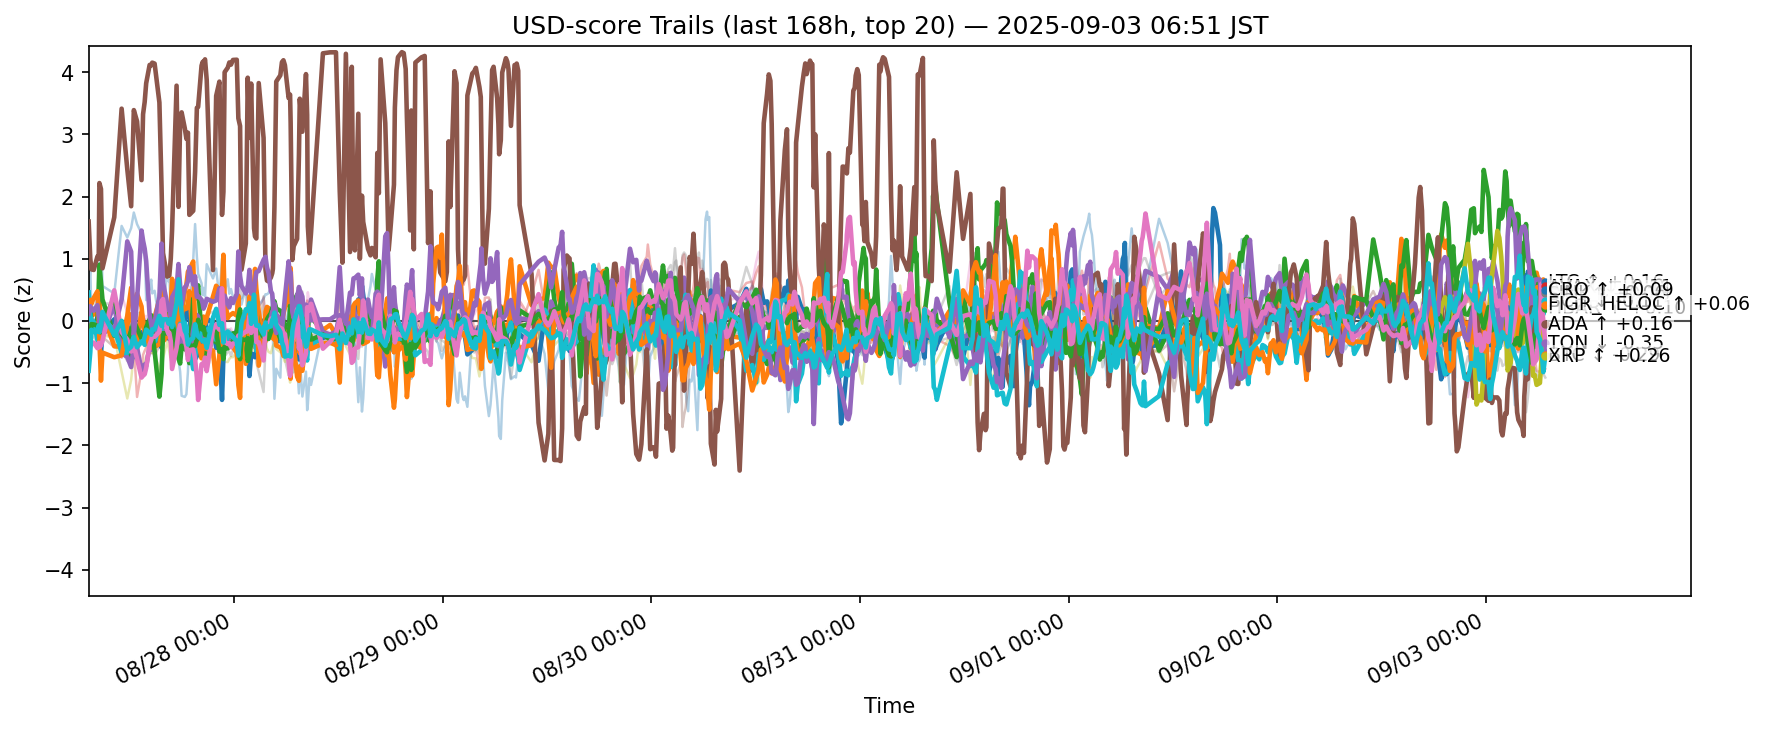 USD-score Trails (last 168h, top 20) — 2025-09-03 06:51 JST
Score (z)
4
3
2
1
0
−1
−2
−3
−4
CRO ↑ +0.09
FIGR_HELOC ↑ +0.06
ADA ↑ +0.16
TON ↓ -0.35
XRP ↑ +0.26
08/28 00:00
08/29 00:00
08/30 00:00
08/31 00:00
09/01 00:00
09/02 00:00
09/03 00:00
Time